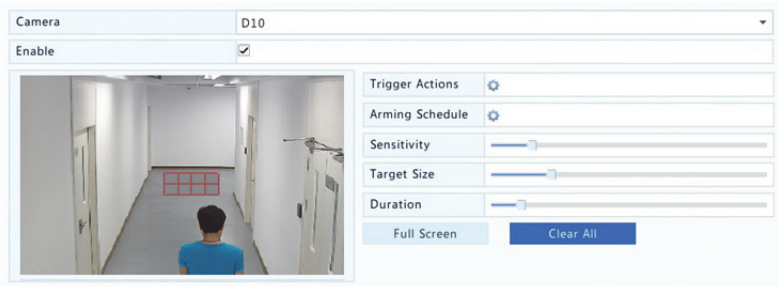 Camera D10
Enable
Trigger Actions
Arming Schedule
Sensitivity
Target Size
Duration
Full Screen Clear All